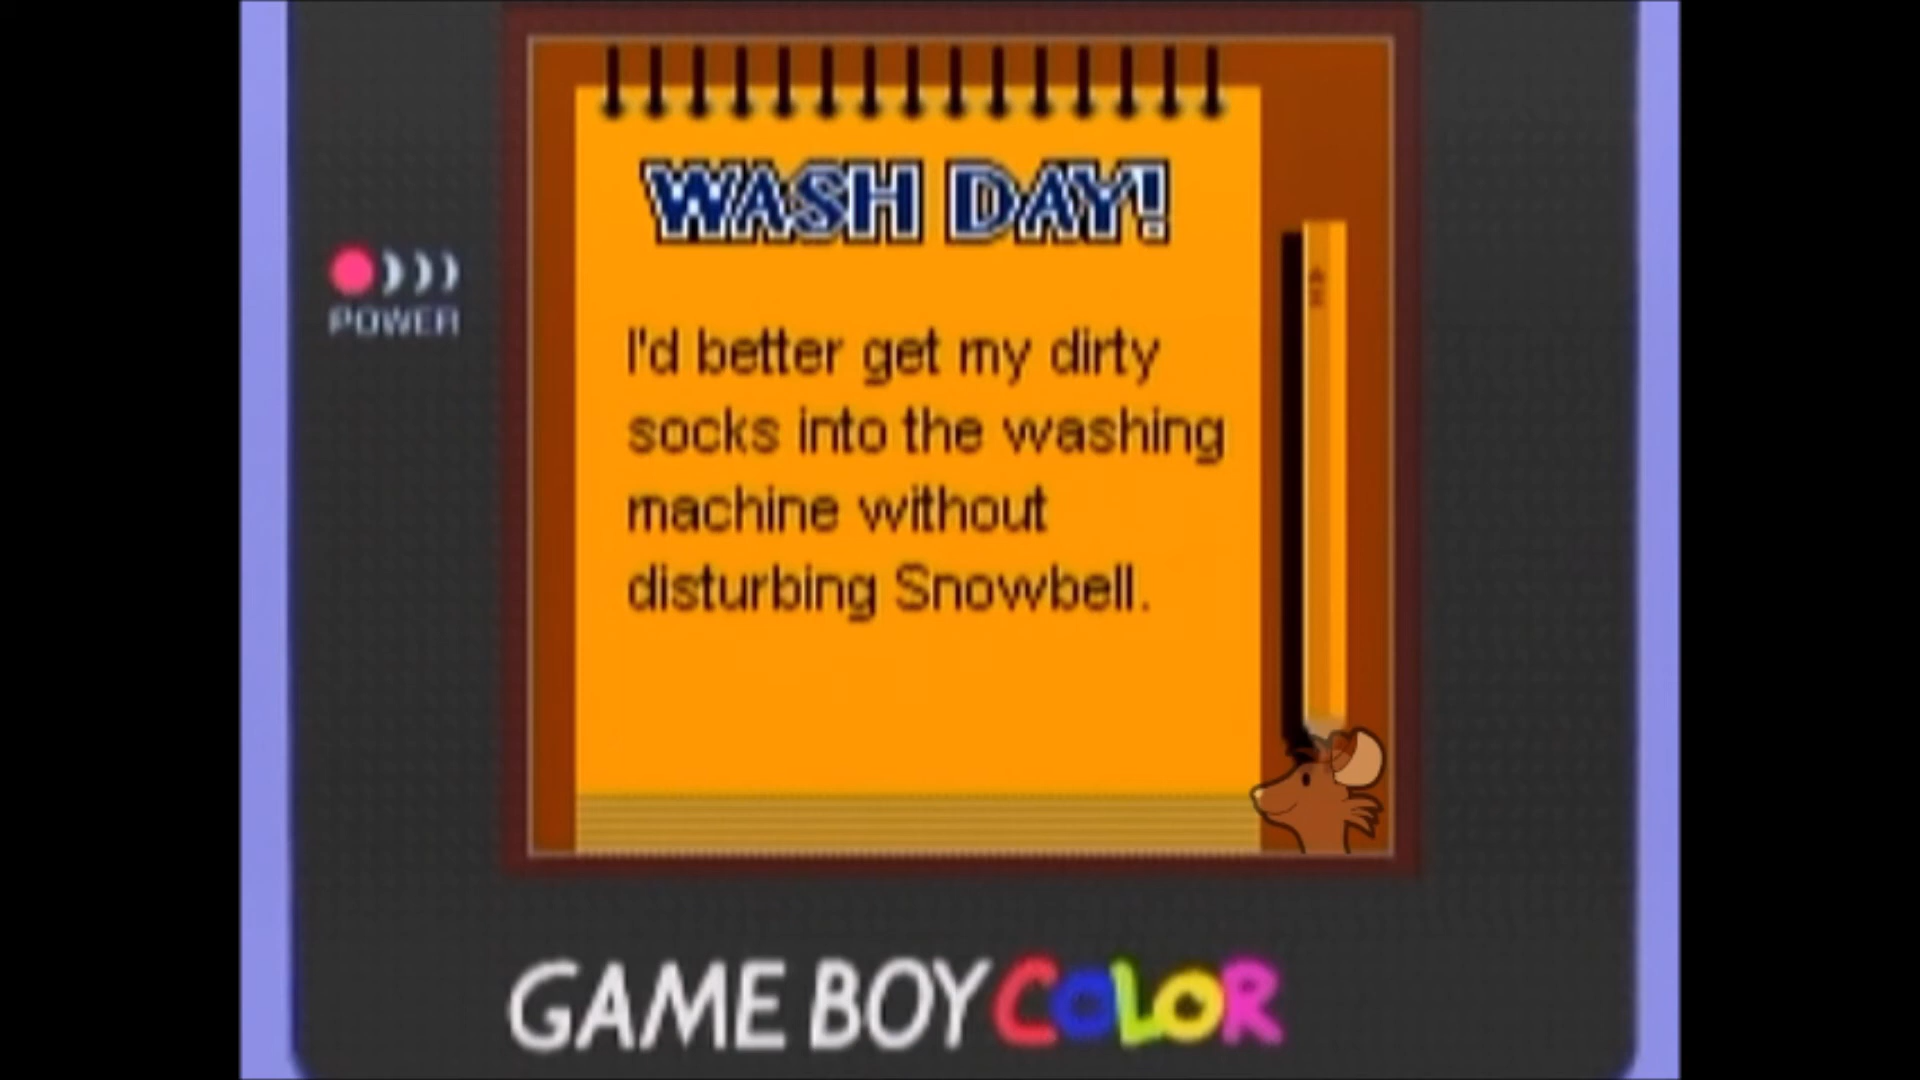 WASH DAY!
I'd better get my dirty
socks into the washing
machine without
disturbing Snowbell.
POWER
GAME BOY COLOR